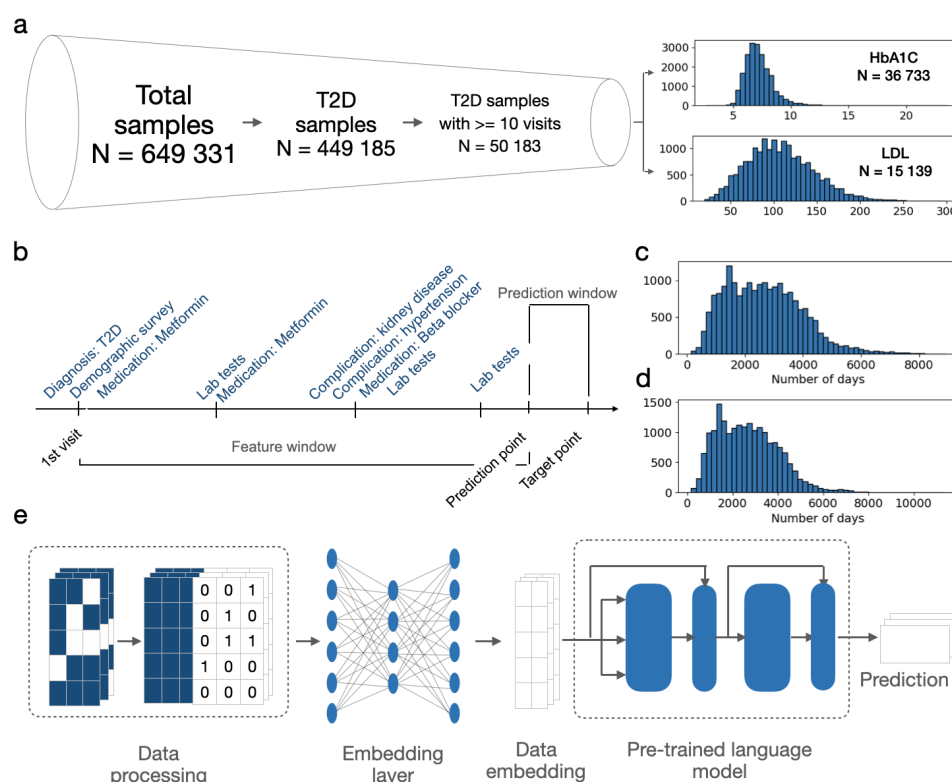 a
Total
samples
N = 649 331
T2D
samples
N = 449 185
T2D samples
with >= 10 visits
N = 50 183
3000
2000
1000
0
HbA1C
N = 36 733
5
10
15
20
1000
500
0
LDL
N = 15 139
50
100
150
200
250
300
b
Diagnosis: T2D
Demographic survey
Medication: Metformin
Lab tests
Medication: Metformin
Complication: kidney disease
Complication: hypertension
Medication: Beta blocker
Lab tests
Lab tests
Prediction window
1st visit
Feature window
Prediction point
Target point
c
1000
500
0
0
2000
4000
6000
8000
Number of days
d
1500
1000
500
0
0
2000
4000
6000
8000
10000
Number of days
e
0 0 1
0 1 0
0 1 1
1 0 0
0 0 0
Prediction
Data
processing
Embedding
layer
Data
embedding
Pre-trained language
model